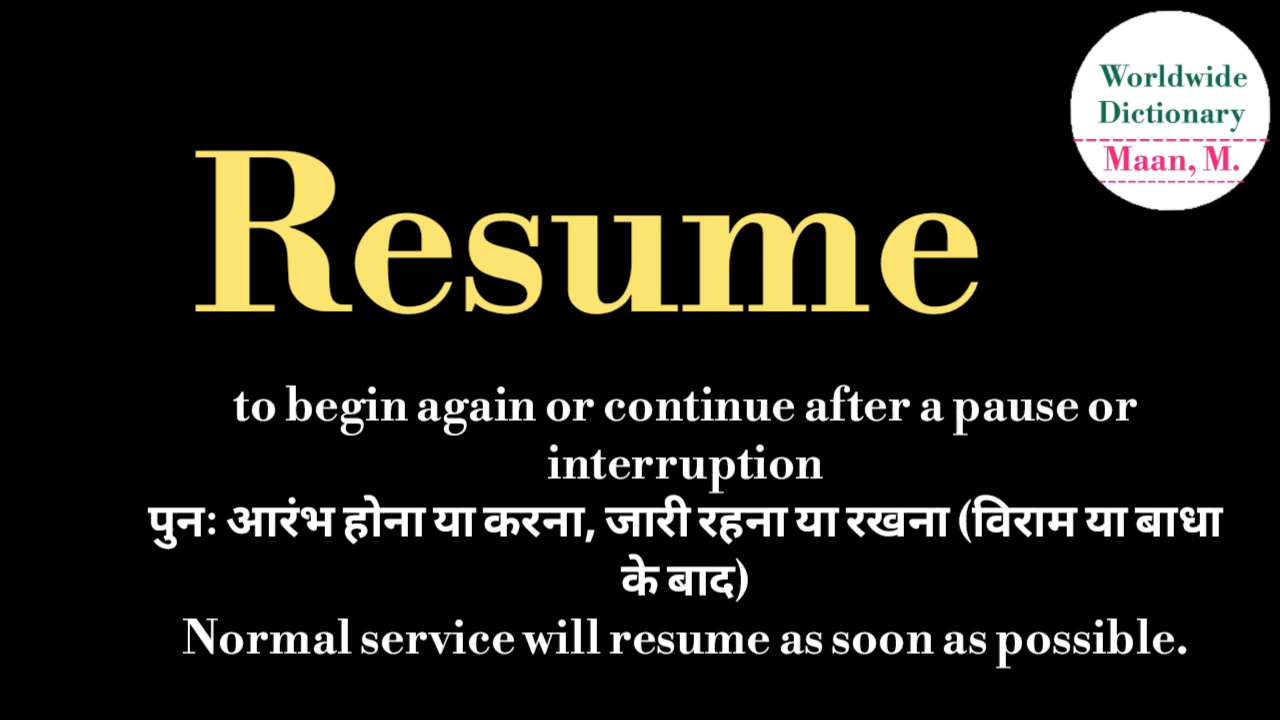 Worldwide
Dictionary
Maan, M.
Resume
to begin again or continue after a pause or
interruption
पुनः आरंभ होना या करना, जारी रहना या रखना (विराम या बाधा
के बाद)
Normal service will resume as soon as possible.